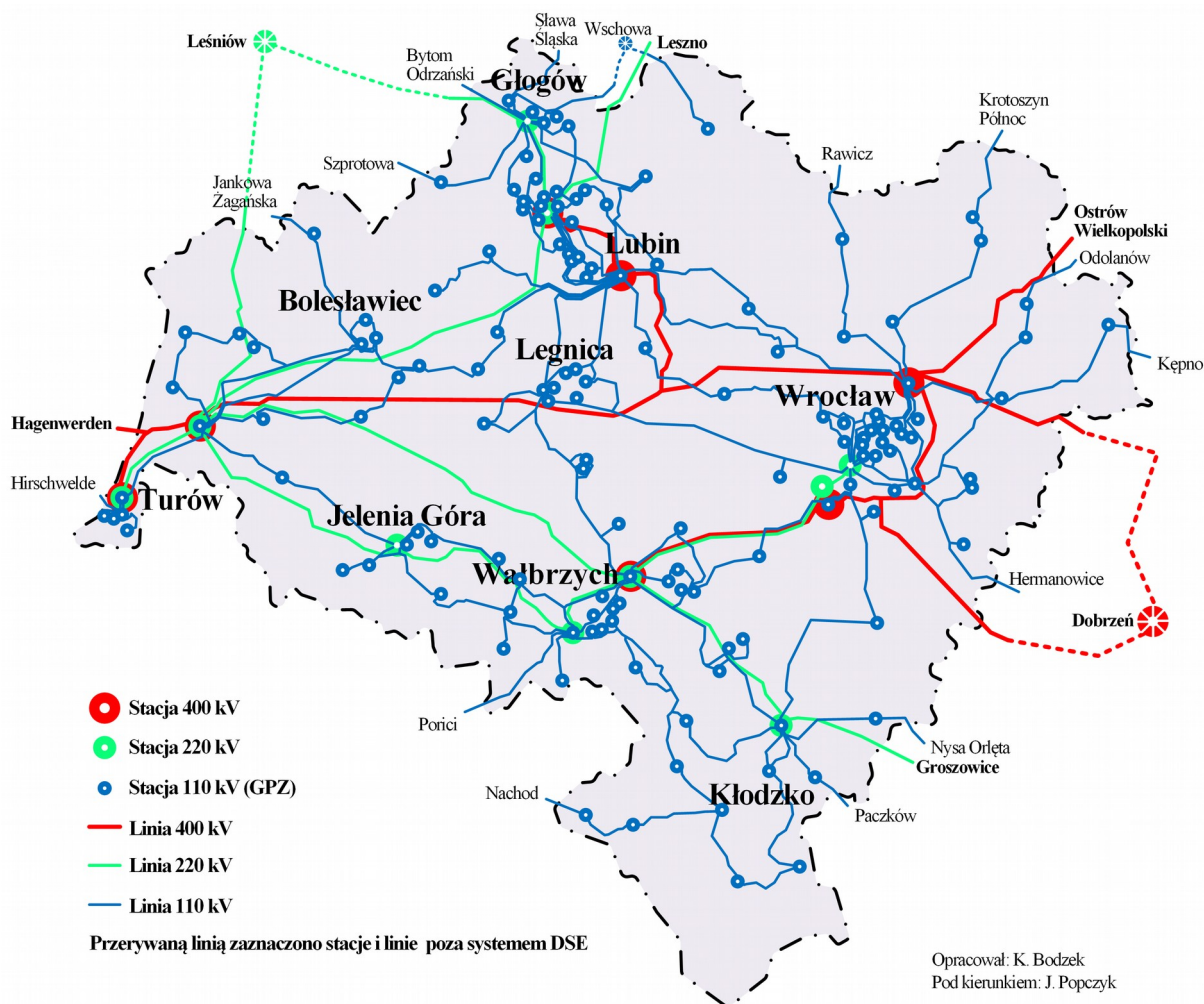 Leśniów
Sława
Śląska
Wschowa
Leszno
Bytom
Odrzański
Głogów
Krotoszyn
Północ
Rawicz
Szprotowa
Jankowa
Żagańska
Ostrów
Wielkopolski
Odolanów
Lubin
Bolesławiec
Legnica
Kępno
Wrocław
Hagenwerden
Hirschwelde
Turów
Jelenia Góra
Wałbrzych
Hermanowice
Dobrzeń
Porici
Nysa Orlęta
Groszowice
Kłodzko
Nachod
Paczków
Stacja 400 kV
Stacja 220 kV
Stacja 110 kV (GPZ)
Linia 400 kV
Linia 220 kV
Linia 110 kV
Przerywaną linią zaznaczono stacje i linie poza systemem DSE
Opracował: K. Bodzek
Pod kierunkiem: J. Popczyk